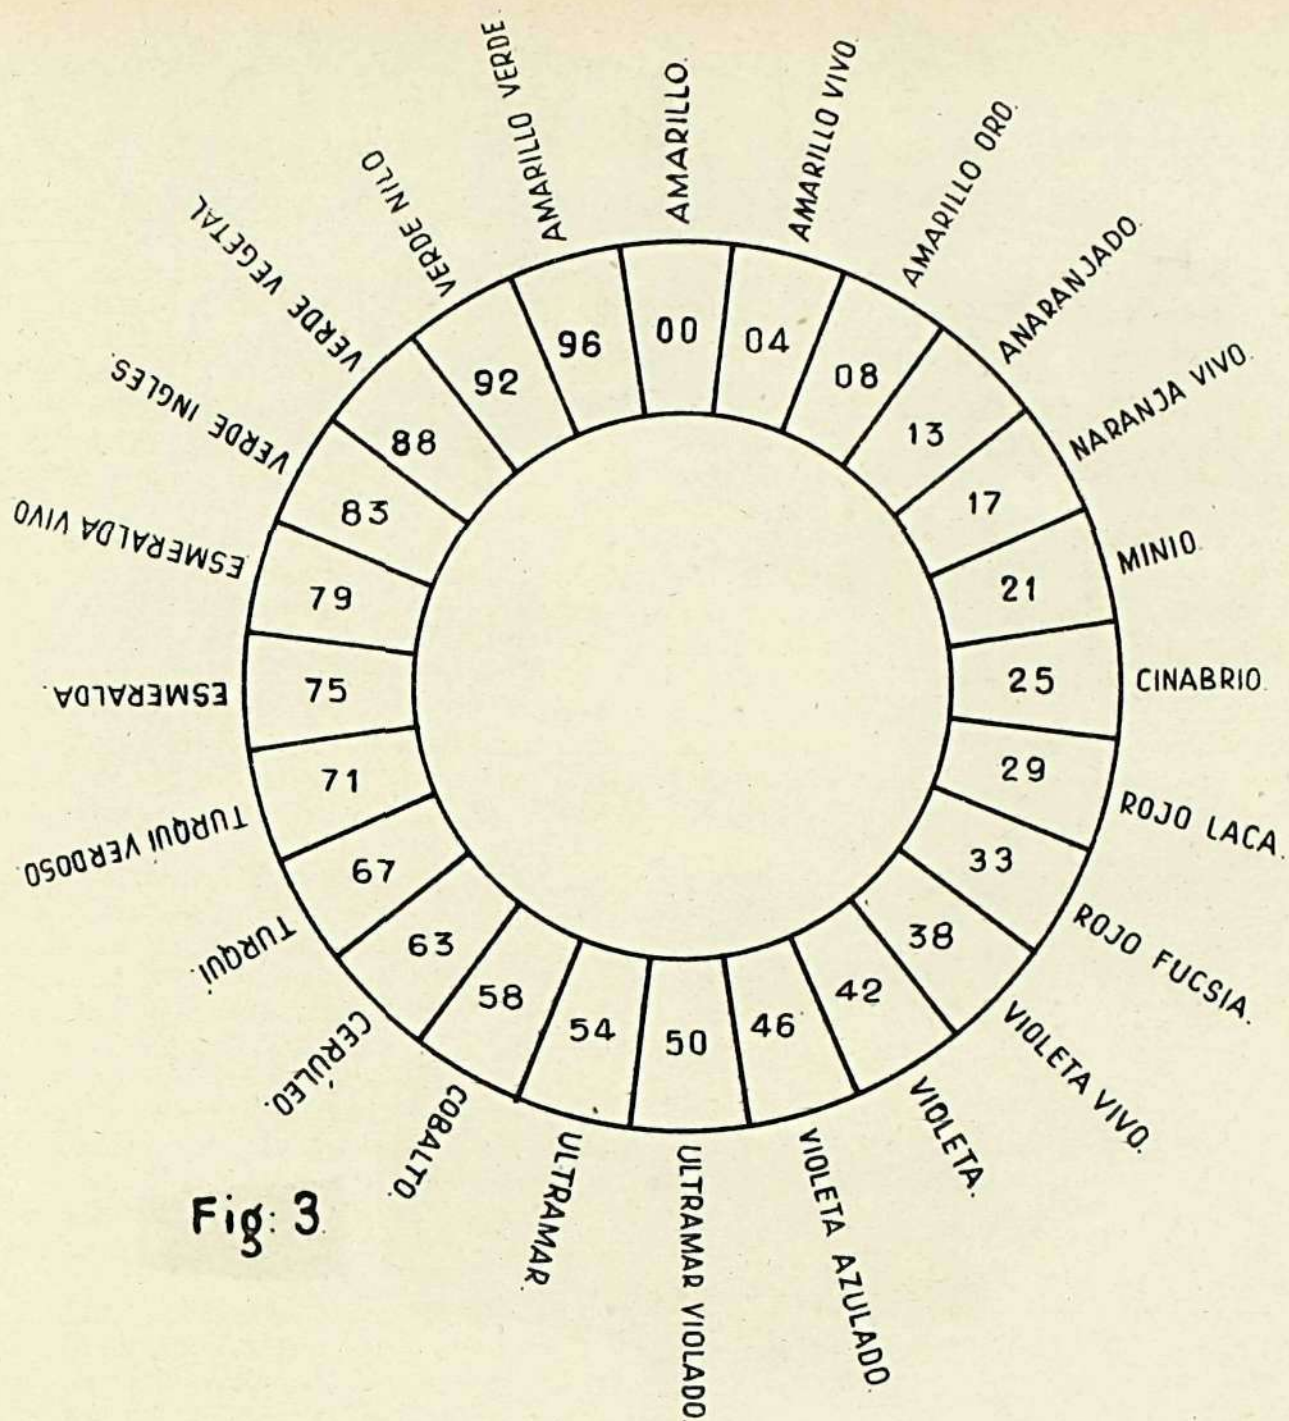 AMARILLO.
00
AMARILLO VIVO.
04
AMARILLO ORO.
08
ANARANJADO.
13
NARANJA VIVO.
17
MINIO.
21
CINABRIO.
25
ROJO LACA.
29
ROJO FUCSIA.
33
VIOLETA VIVO.
38
VIOLETA.
42
VIOLETA AZULADO.
46
ULTRAMAR VIOLADO
50
ULTRAMAR.
54
COBALTO.
58
CERÚLEO.
63
TURQUÍ.
67
TURQUÍ VERDOSO.
71
ESMERALDA.
75
ESMERALDA VIVO
79
VERDE INGLES.
83
VERDE VEGETAL
88
VERDE NILO
92
AMARILLO VERDE.
96
Fig: 3.